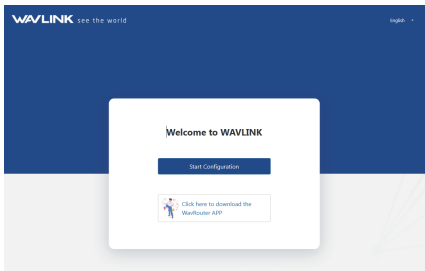 WAVLINK see the world
English
Welcome to WAVLINK
Start Configuration
Click here to download the
WavRouter APP